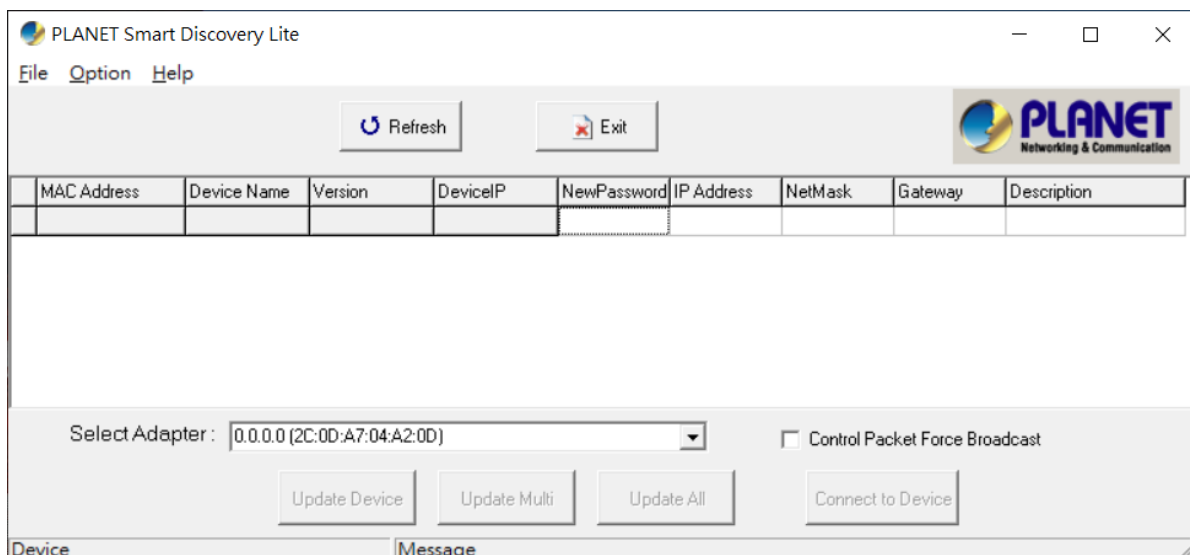 PLANET Smart Discovery Lite
File Option Help
Refresh Exit
PLANET
Networking & Communication
MAC Address Device Name Version DeviceIP NewPassword IP Address NetMask Gateway Description
Select Adapter : 0.0.0.0 (2C:0D:A7:04:A2:0D) Control Packet Force Broadcast
Update Device Update Multi Update All Connect to Device
Device Message